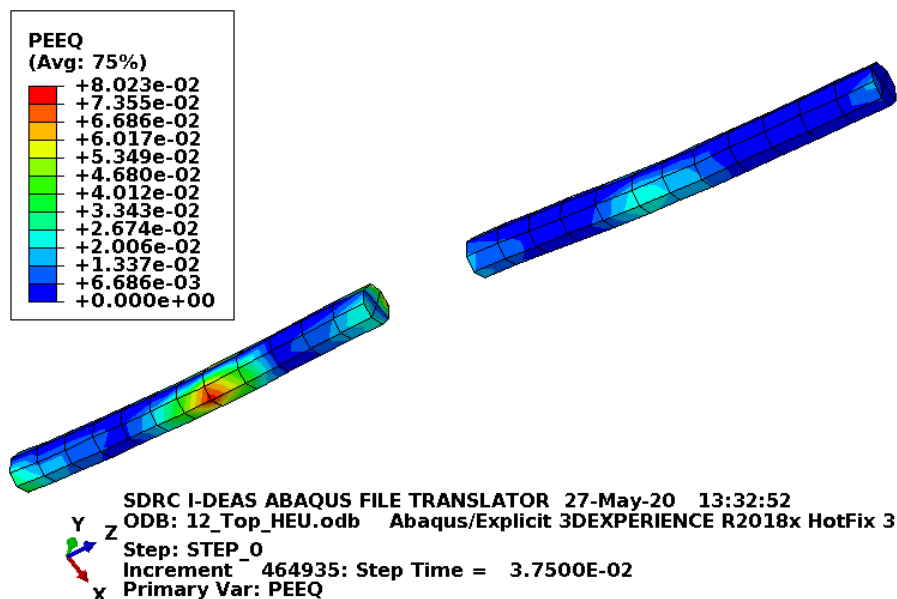 PEEQ
(Avg: 75%)
+8.023e-02
+7.355e-02
+6.686e-02
+6.017e-02
+5.349e-02
+4.680e-02
+4.012e-02
+3.343e-02
+2.674e-02
+2.006e-02
+1.337e-02
+6.686e-03
+0.000e+00
SDRC I-DEAS ABAQUS FILE TRANSLATOR 27-May-20 13:32:52
ODB: 12_Top_HEU.odb Abaqus/Explicit 3DEXPERIENCE R2018x HotFix 3
Y
Z
X
Step: STEP_0
Increment 464935: Step Time = 3.7500E-02
Primary Var: PEEQ